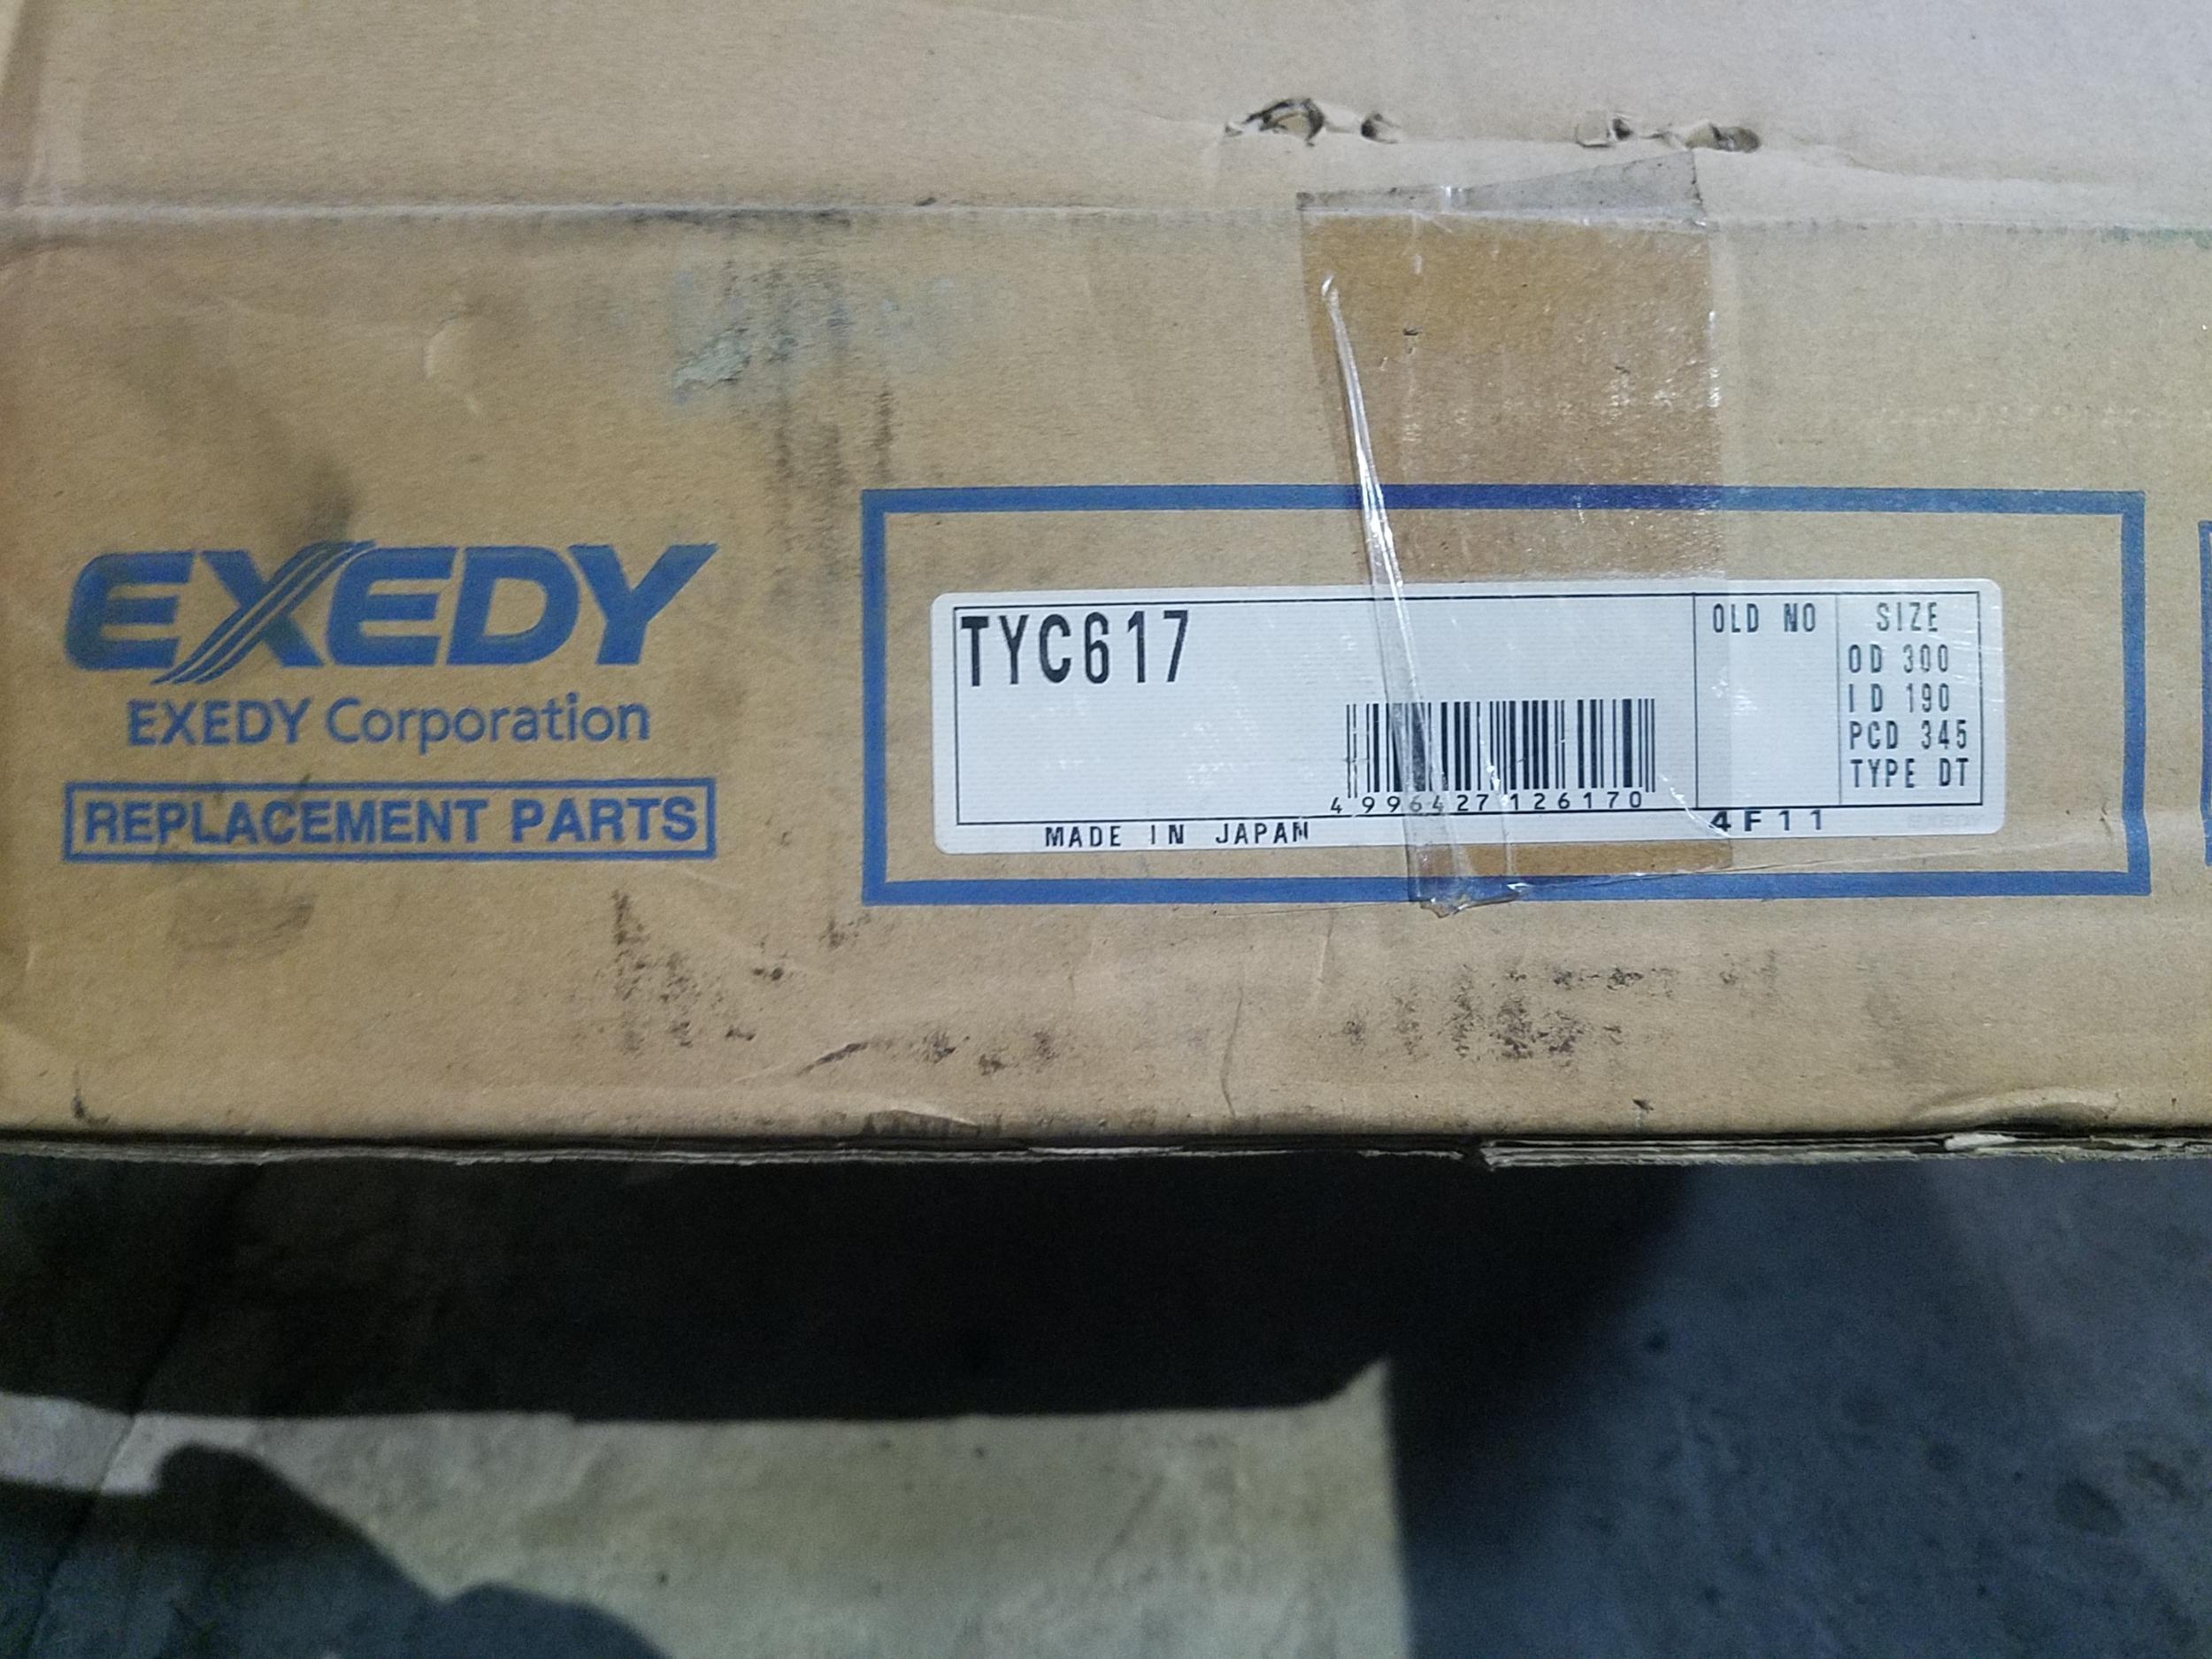 EXEDY
EXEDY Corporation
REPLACEMENT PARTS
TYC617
4996427126170
MADE IN JAPAN
OLD NO
4F11
SIZE
OD 300
ID 190
PCD 345
TYPE DT